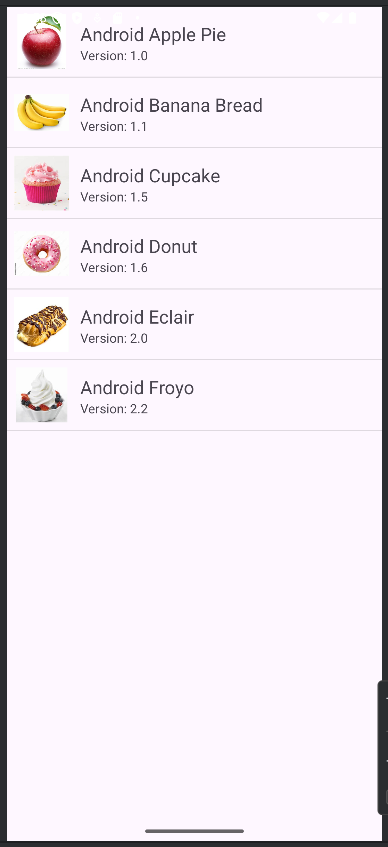 Android Apple Pie
Version: 1.0
Android Banana Bread
Version: 1.1
Android Cupcake
Version: 1.5
Android Donut
Version: 1.6
Android Eclair
Version: 2.0
Android Froyo
Version: 2.2